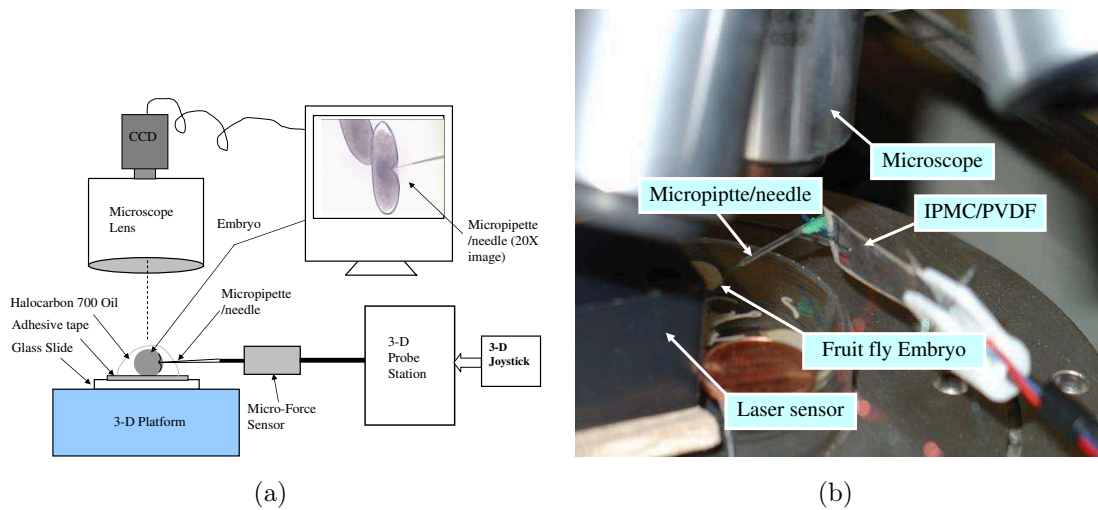 CCD
Microscope
Lens
Embryo
Micropipette
/needle (20X
image)
Halocarbon 700 Oil
Adhesive tape
Glass Slide
Micropipette
/needle
3-D
Probe
Station
3-D
Joystick
Micro-Force
Sensor
3-D Platform
(a)
Microscope
Micropiptte/needle
IPMC/PVDF
Fruit fly Embryo
Laser sensor
(b)